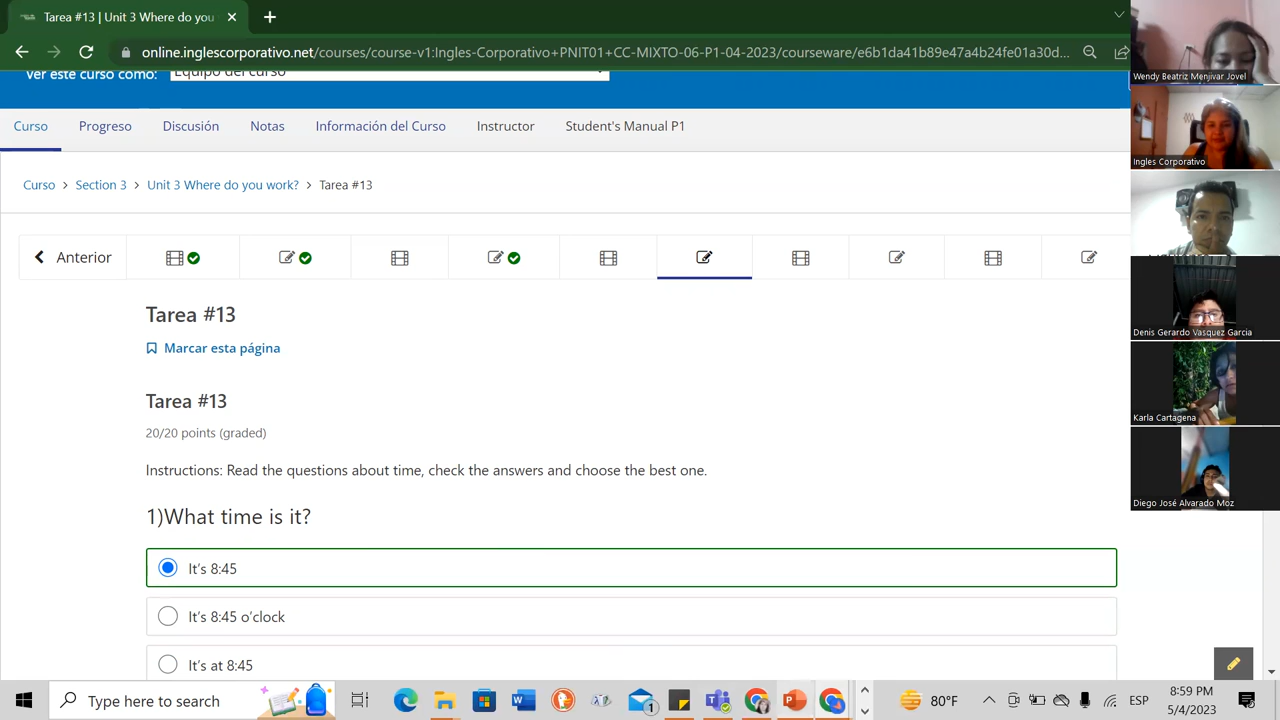 Tarea #13 | Unit 3 Where do you
online.inglescorporativo.net/courses/course-v1:Ingles-Corporativo+PNIT01+CC-MIXTO-06-P1-04-2023/courseware/e6b1da41b89e47a4b24fe01a30d...
Ver este curso como: Equipo del curso
Curso Progreso Discusión Notas Información del Curso Instructor Student's Manual P1
Curso > Section 3 > Unit 3 Where do you work? > Tarea #13
Anterior
Tarea #13
Marcar esta página
Tarea #13
20/20 points (graded)
Instructions: Read the questions about time, check the answers and choose the best one.
1)What time is it?
It’s 8:45
It’s 8:45 o’clock
It’s at 8:45
Wendy Beatriz Menjivar Jovel
Ingles Corporativo
Denis Gerardo Vasquez Garcia
Karla Cartagena
Diego José Alvarado Moz
Type here to search
80°F
ESP
8:59 PM
5/4/2023